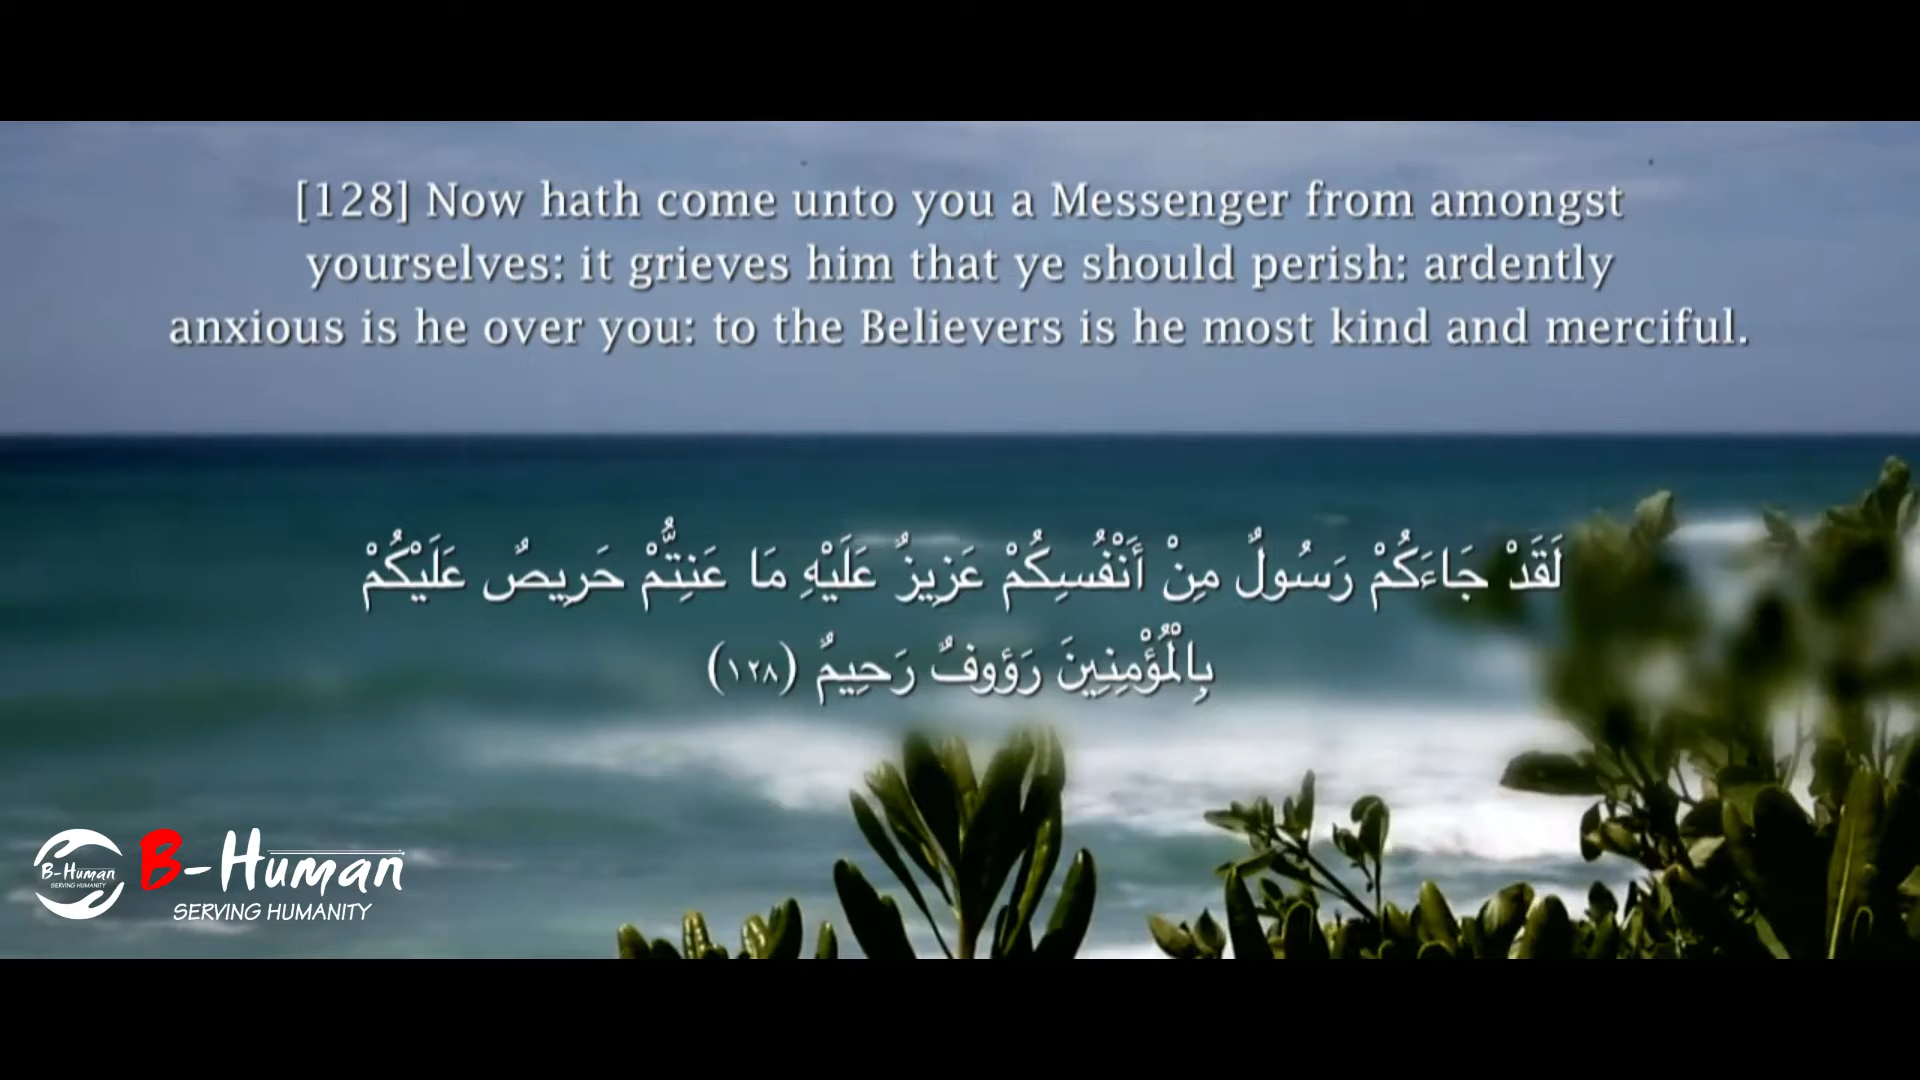 [128] Now hath come unto you a Messenger from amongst
yourselves: it grieves him that ye should perish: ardently
anxious is he over you: to the Believers is he most kind and merciful.
لَقَدْ جَاءَكُمْ رَسُولٌ مِنْ أَنْفُسِكُمْ عَزِيزٌ عَلَيْهِ مَا عَنِتُّمْ حَرِيصٌ عَلَيْكُمْ
بِالْمُؤْمِنِينَ رَؤُوفٌ رَحِيمٌ (١٢٨)
B-Human
SERVING HUMANITY
B-Human
SERVING HUMANITY